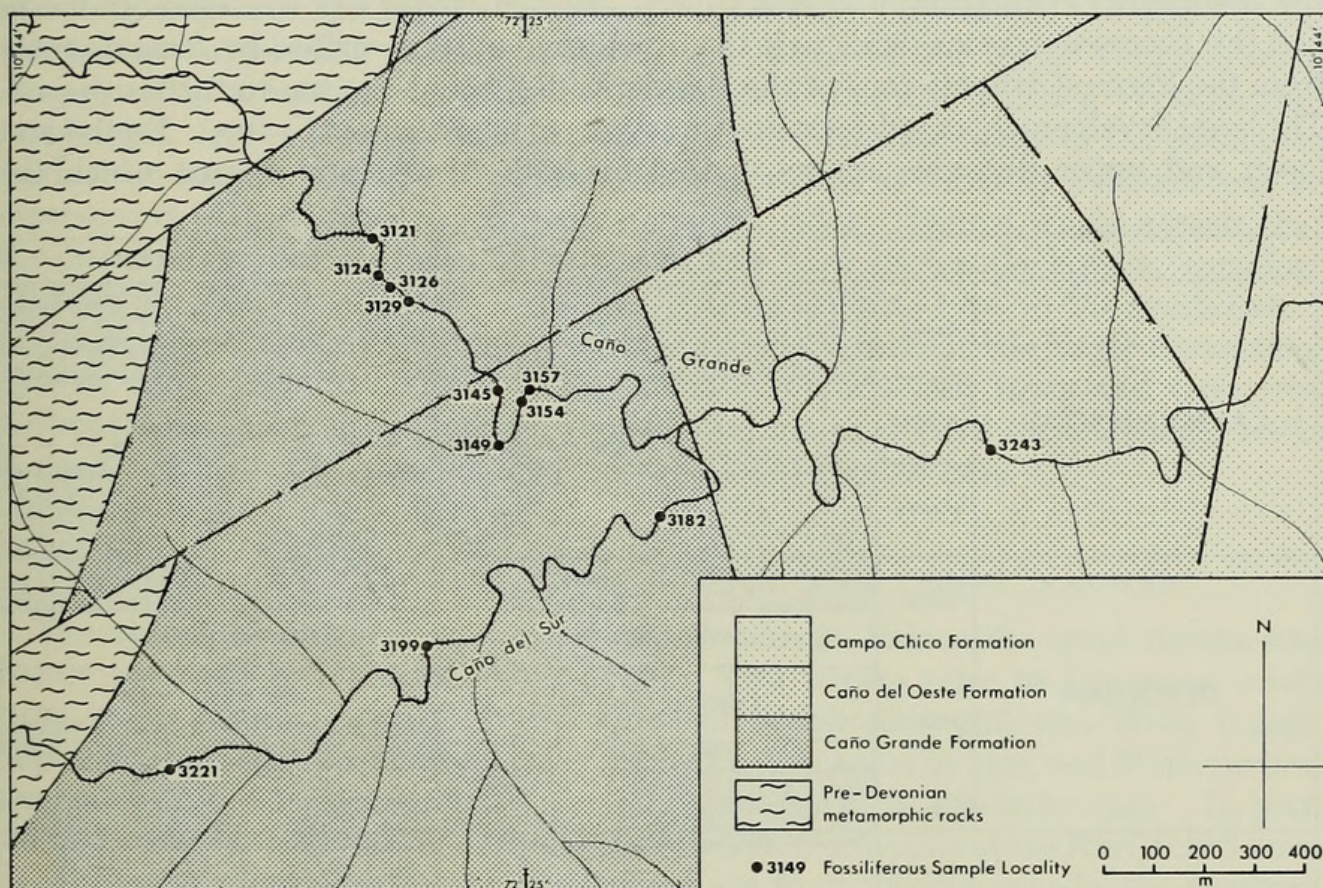 72° 25'
10° 44'
10° 44'
3121
3124
3126
3129
Caño Grande
3145
3157
3154
3149
3243
3182
3199
Caño del Sur
3221
Campo Chico Formation
Caño del Oeste Formation
Caño Grande Formation
Pre-Devonian
metamorphic rocks
3149 Fossiliferous Sample Locality
N
0 100 200 300 400
m
72° 25'